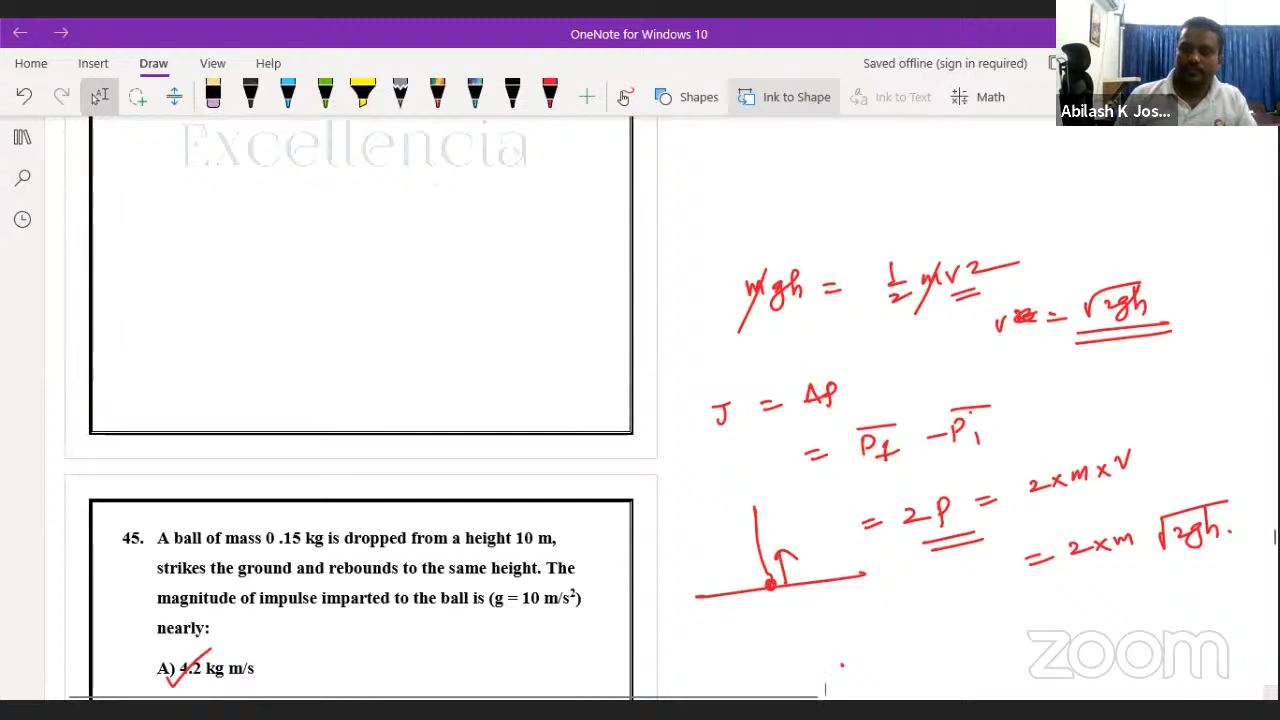 OneNote for Windows 10
Home Insert Draw View Help
Saved offline (sign in required)
Shapes Ink to Shape Ink to Text Math
Abilash K Jos...
Excellencia
mgh = 1/2 mv2
v = √2gh
J = ΔP
= Pf - Pi
= 2P = 2 x m x v
= 2 x m √2gh.
45. A ball of mass 0 .15 kg is dropped from a height 10 m,
strikes the ground and rebounds to the same height. The
magnitude of impulse imparted to the ball is (g = 10 m/s²)
nearly:
A) 4.2 kg m/s
zoom